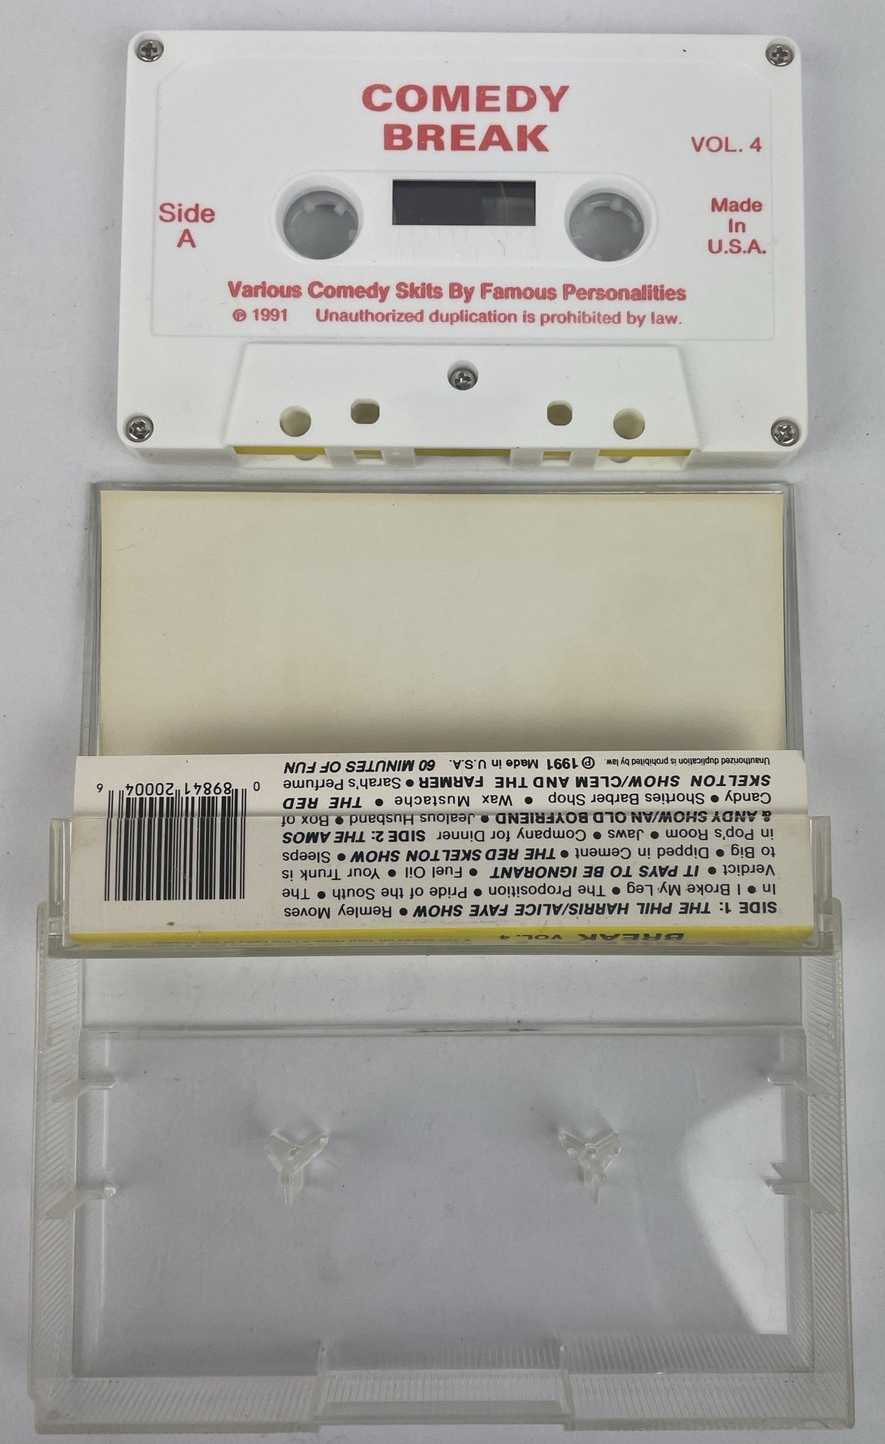 COMEDY
BREAK
VOL. 4
Side
A
Made
In
U.S.A.
Various Comedy Skits By Famous Personalities
℗ 1991 Unauthorized duplication is prohibited by law.
BREAK VOL. 4
SIDE 1: THE PHIL HARRIS/ALICE FAYE SHOW • Remley Moves
In • I Broke My Leg • The Proposition • Pride of the South • The
Verdict • IT PAYS TO BE IGNORANT • Fuel Oil • Your Trunk is
to Big • Dipped in Cement • THE RED SKELTON SHOW • Sleeps
in Pop's Room • Jaws • Company for Dinner SIDE 2: THE AMOS
& ANDY SHOW/AN OLD BOYFRIEND • Jealous Husband • Box of
Candy • Shorties Barber Shop • Wax Mustache • THE RED
SKELTON SHOW/CLEM AND THE FARMER • Sarah's Perfume
Unauthorized duplication is prohibited by law. ℗ 1991 Made in U.S.A. 60 MINUTES OF FUN
0 89841 20004 6